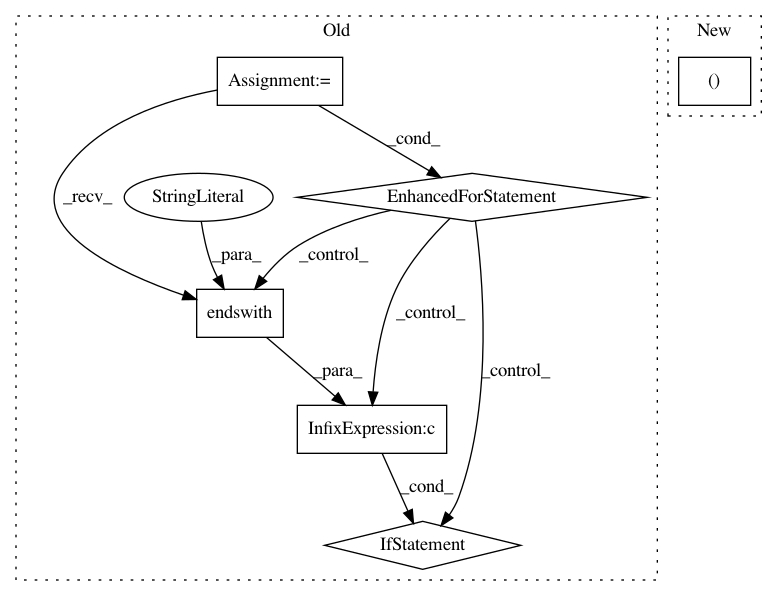 Old
New
Assignment:=
()
_cond_
_recv_
StringLiteral
EnhancedForStatement
_para_
_control_
endswith
_control_
_para_
_control_
InfixExpression:c
_cond_
IfStatement